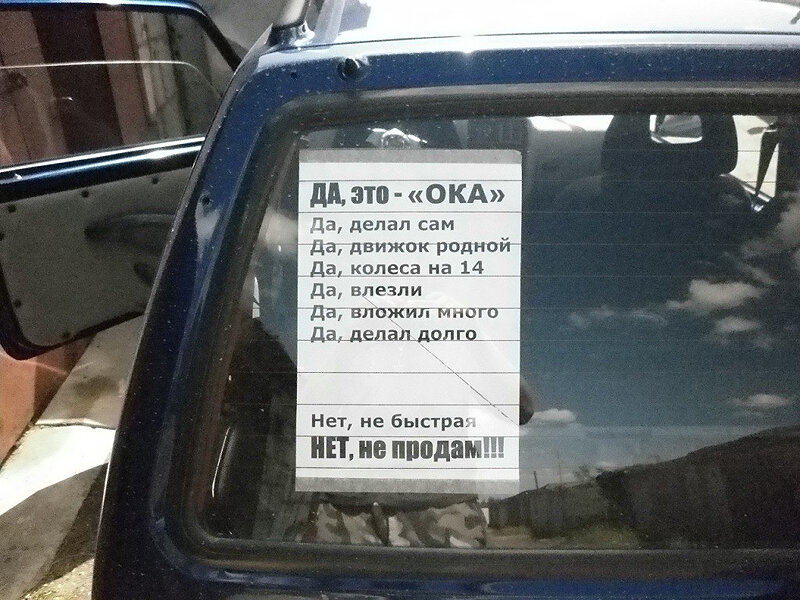 ДА, это - «ОКА»
Да, делал сам
Да, движок родной
Да, колеса на 14
Да, влезли
Да, вложил много
Да, делал долго
Нет, не быстрая
НЕТ, не продам!!!